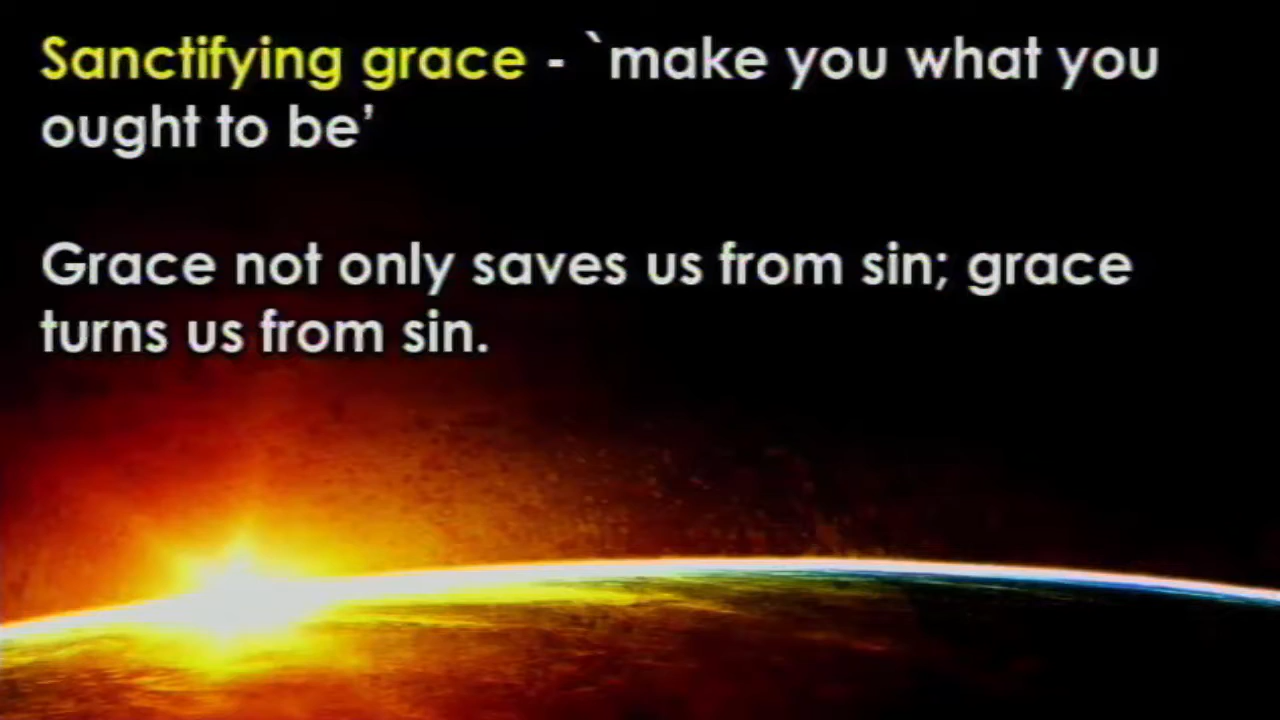 Sanctifying grace - `make you what you
ought to be’
Grace not only saves us from sin; grace
turns us from sin.